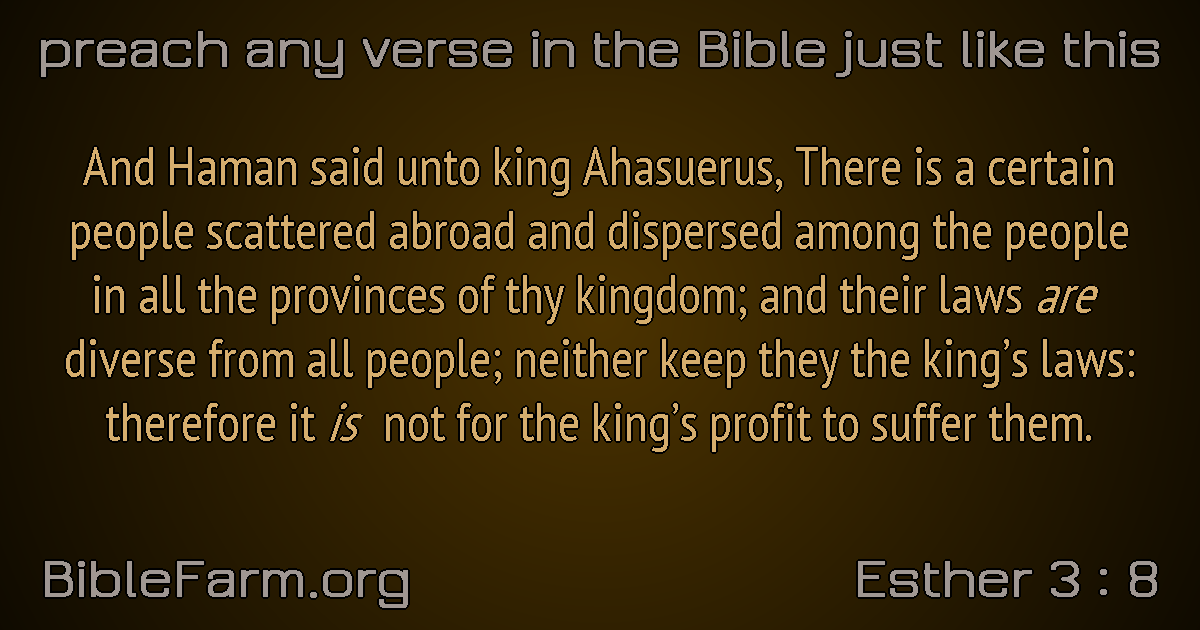 preach any verse in the Bible just like this
And Haman said unto king Ahasuerus, There is a certain
people scattered abroad and dispersed among the people
in all the provinces of thy kingdom; and their laws are
diverse from all people; neither keep they the king’s laws:
therefore it is not for the king’s profit to suffer them.
BibleFarm.org
Esther 3 : 8